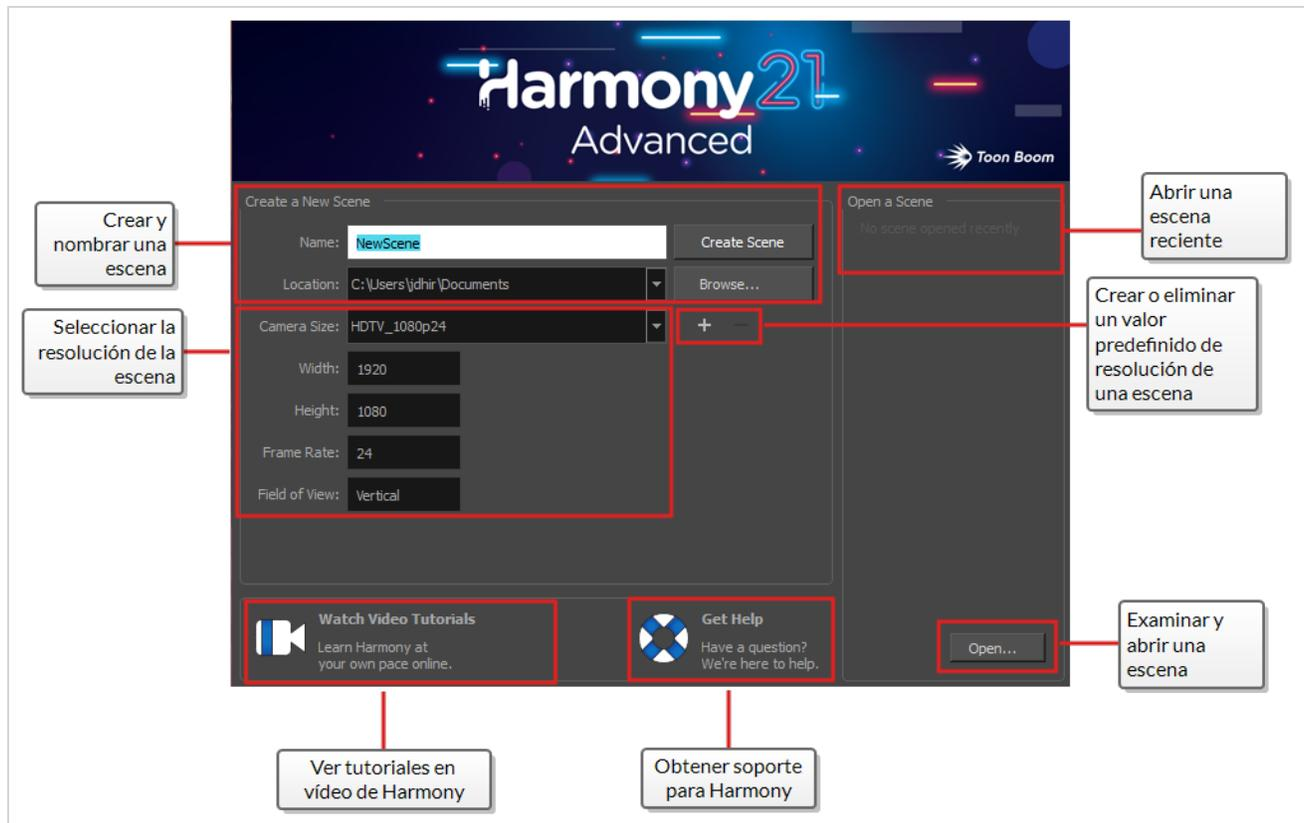 Harmony 21
Advanced
Toon Boom
Crear y
nombrar una
escena
Seleccionar la
resolución de la
escena
Create a New Scene
Name: NewScene Create Scene
Location: C:\Users\jdhir\Documents Browse...
Camera Size: HDTV_1080p24 + −
Width: 1920
Height: 1080
Frame Rate: 24
Field of View: Vertical
Open a Scene
No scene opened recently
Abrir una
escena
reciente
Crear o eliminar
un valor
predefinido de
resolución de
una escena
Watch Video Tutorials
Learn Harmony at
your own pace online.
Get Help
Have a question?
We're here to help.
Open...
Examinar y
abrir una
escena
Ver tutoriales en
vídeo de Harmony
Obtener soporte
para Harmony